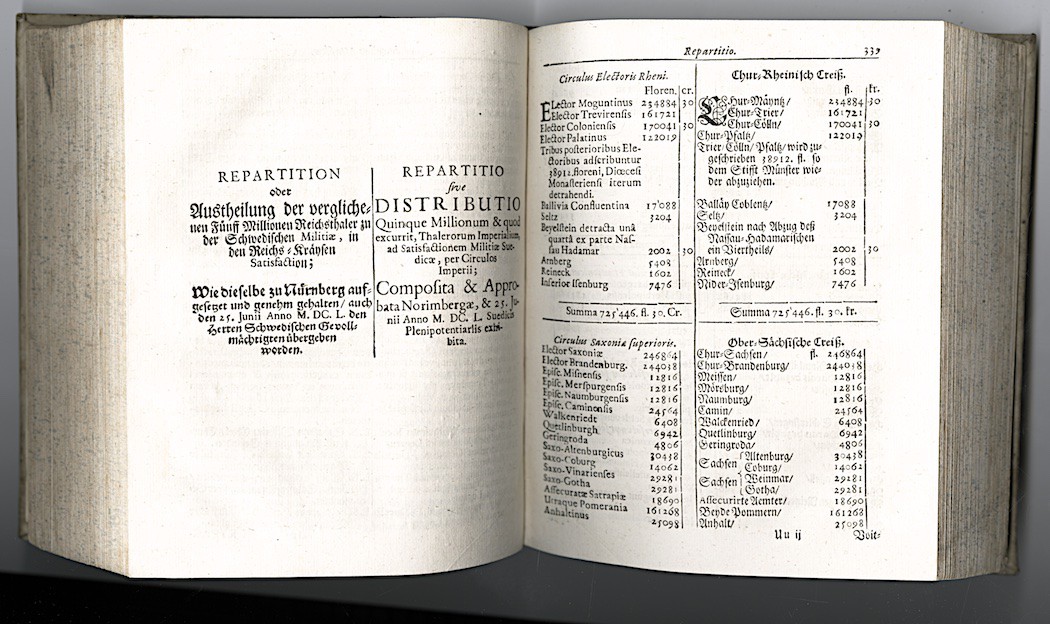 REPARTITION
oder
Austheilung der vergliche-
nen Fünff Millionen Reichsthaler zu
der Schwedischen Militiæ, in
den Reichs-Kräysen
Satisfaction;
Wie dieselbe zu Nürnberg auf-
gesetzet und genehm gehalten/ auch
den 25. Junii Anno M. DC. L. den
Herren Schwedischen Gevoll-
mächtigten übergeben
worden.
REPARTITIO
sive
DISTRIBUTIO
Quinque Millionum & quod
excurrit, Thalerorum Imperialium,
ad Satisfactionem Militiæ Sue-
dicæ, per Circulos
Imperii;
Composita & Appro-
bata Norimbergæ, & 25. Ju-
nii Anno M. DC. L. Suedicis
Plenipotentiariis exhi-
bita.
Repartitio. 339
Circulus Electoris Rheni.
Floren. cr.
ELector Moguntinus 234884 30
Elector Trevirensis 161721
Elector Coloniensis 170041 30
Elector Palatinus 122019
Tribus posterioribus Ele-
ctoribus adscribuntur
38912. floreni, Diœcesi
Monasteriensi iterum
detrahendi.
Ballivia Confluentina 17'088
Seltz 3204
Beyelstein detracta unâ
quartâ ex parte Nas-
sau Hadamar 2002 30
Arnberg 5408
Reineck 1602
Inferior Isenburg 7476
Summa 725'446. fl. 30. Cr.
Circulus Saxoniæ superioris.
Elector Saxoniæ 246864
Elector Brandenburg. 244038
Episc. Misnensis 12816
Episc. Merspurgensis 12816
Episc. Naumburgensis 12816
Episc. Caminensis 24564
Walkenriedt 6408
Quetlinburgh 6942
Geringroda 4806
Saxo-Altenburgicus 30438
Saxo-Coburg 14062
Saxo-Vinarienses 29281
Saxo-Gotha 29281
Assecuratæ Satrapiæ 18690
Utraque Pomerania 161268
Anhaltinus 25098
Chur-Rheinisch Creiß.
fl. kr.
CHur-Mäyntz/ 234884 30
Chur-Trier/ 161721
Chur-Cölln/ 170041 30
Chur-Pfaltz/ 122019
Trier/Cölln/ Pfaltz/wird zu-
geschrieben 38912. fl. so
dem Stifft Münster wie-
der abzuziehen.
Balläy Coblentz/ 17088
Seltz/ 3204
Beyelstein nach Abzug deß
Nassau-Hadamarischen
ein Viertheils/ 2002 30
Arnberg/ 5408
Reineck/ 1602
Nider-Isenburg/ 7476
Summa 725'446. fl. 30. kr.
Ober-Sächsische Creiß.
Chur-Sachsen/ fl. 246864
Chur-Brandenburg/ 244038
Meissen/ 12816
Mörsburg/ 12816
Naumburg/ 12816
Camin/ 24564
Walckenried/ 6408
Quetlinburg/ 6942
Geringroda/ 4806
Sachsen Altenburg/ 30438
Coburg/ 14062
Sachsen Weinmar/ 29281
Gotha/ 29281
Assecurirte Aemter/ 18690
Beyde Pommern/ 161268
Anhalt/ 25098
Uu ij Voit-